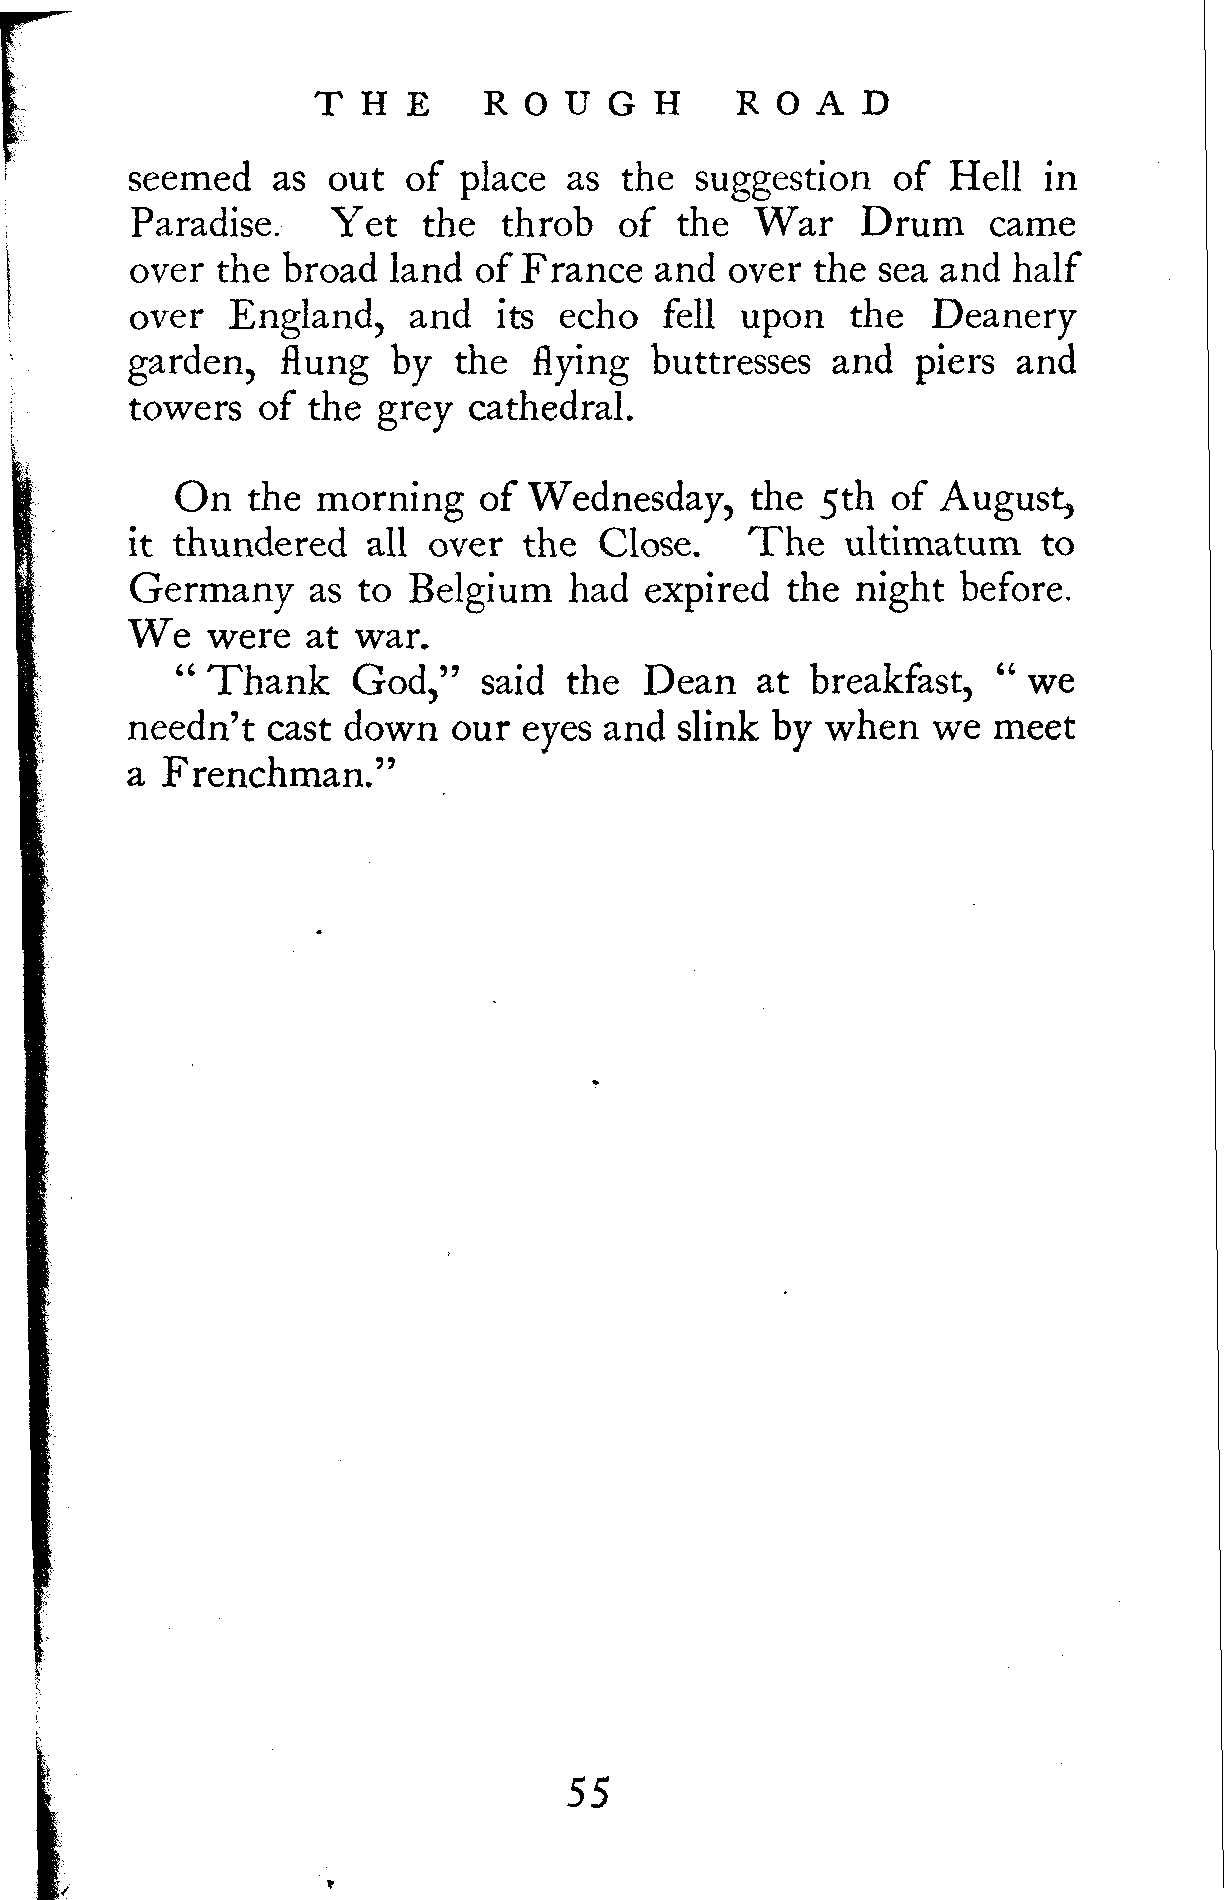 THE ROUGH ROAD
seemed as out of place as the suggestion of Hell in
Paradise. Yet the throb of the War Drum came
over the broad land of France and over the sea and half
over England, and its echo fell upon the Deanery
garden, flung by the flying buttresses and piers and
towers of the grey cathedral.
On the morning of Wednesday, the 5th of August,
it thundered all over the Close. The ultimatum to
Germany as to Belgium had expired the night before.
We were at war.
“ Thank God,” said the Dean at breakfast, “ we
needn’t cast down our eyes and slink by when we meet
a Frenchman.”
55